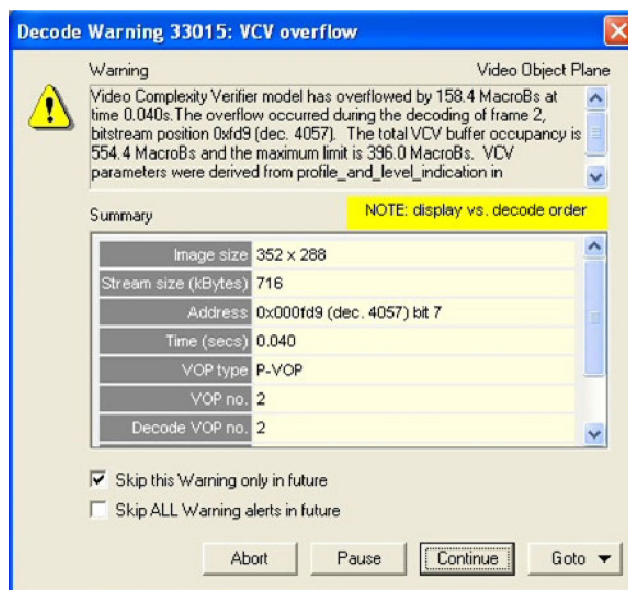 Decode Warning 33015: VCV overflow
Warning
Video Object Plane
Video Complexity Verifier model has overflowed by 158.4 MacroBs at
time 0.040s.The overflow occurred during the decoding of frame 2,
bitstream position 0xfd9 (dec. 4057).  The total VCV buffer occupancy is
554.4 MacroBs and the maximum limit is 396.0 MacroBs.  VCV
parameters were derived from profile_and_level_indication in
Summary
NOTE: display vs. decode order
Image size 352 x 288
Stream size (kBytes) 716
Address 0x000fd9 (dec. 4057) bit 7
Time (secs) 0.040
VOP type P-VOP
VOP no. 2
Decode VOP no. 2
Skip this Warning only in future
Skip ALL Warning alerts in future
Abort
Pause
Continue
Goto